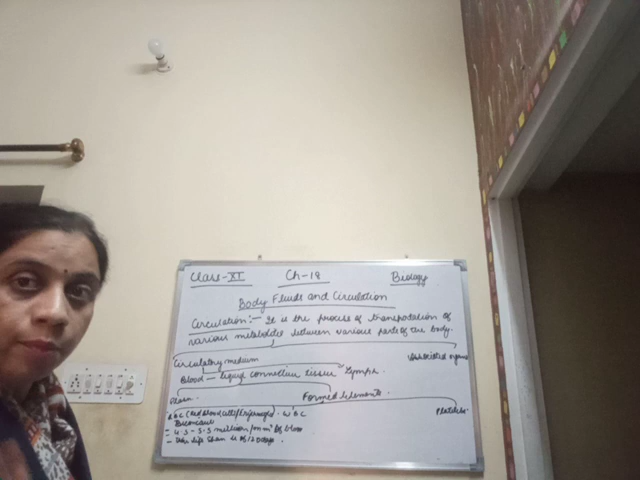 Class-XI Ch-18 Biology
Body Fluids and Circulation
Circulation:- It is the process of transportation of
various metabolites between various parts of the body.
Circulatory medium Associated organs
Blood - liquid connective tissue Lymph
Formed Elements.
RBC (Red blood cells/Erythrocytes). WBC Platelets
Biconcave
- 4.5 - 5.5 million/mm³ of blood
- life span is of 120 days.